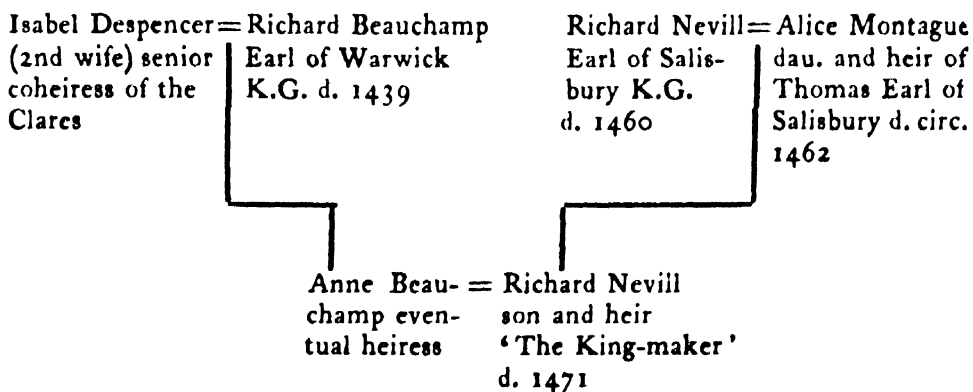 Isabel Despencer = Richard Beauchamp
(2nd wife) senior Earl of Warwick
coheiress of the K.G. d. 1439
Clares
Richard Nevill = Alice Montague
Earl of Salis- dau. and heir of
bury K.G. Thomas Earl of
d. 1460 Salisbury d. circ.
1462
Anne Beau- = Richard Nevill
champ even- son and heir
tual heiress ‘The King-maker’
d. 1471